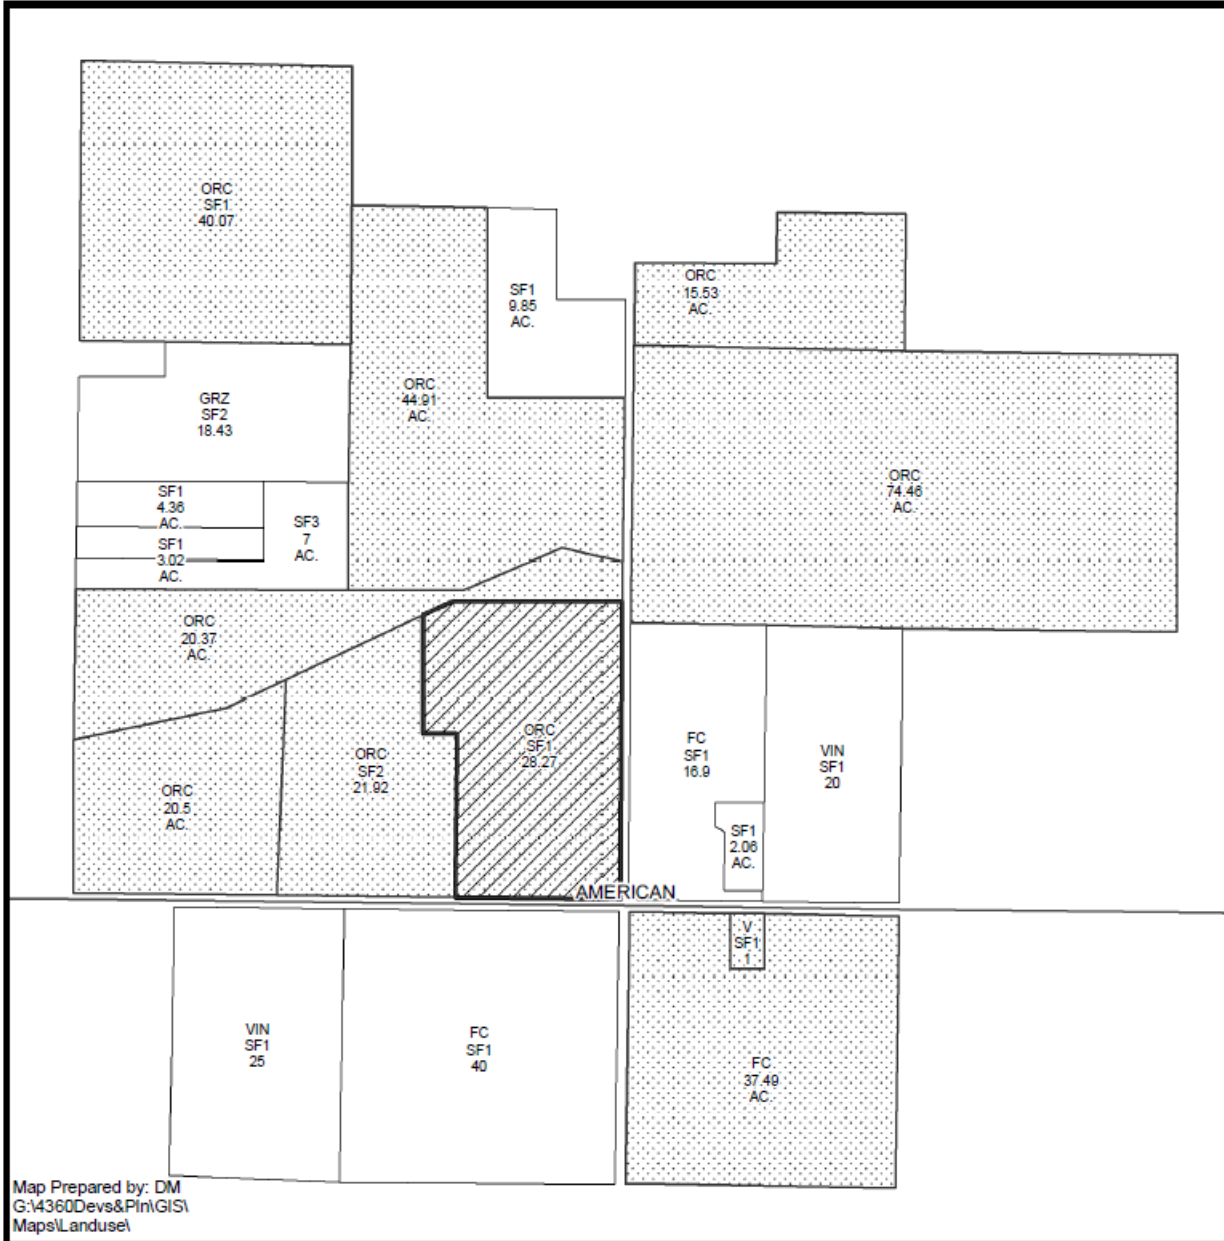 ORC
SF1
40.07
ORC
15.53
AC.
SF1
9.85
AC.
ORC
44.91
AC.
GRZ
SF2
18.43
ORC
74.46
AC.
SF1
4.36
AC.
SF3
7
AC.
SF1
3.02
AC.
ORC
20.37
AC.
ORC
SF1
28.27
FC
SF1
16.9
VIN
SF1
20
ORC
SF2
21.92
ORC
20.5
AC.
SF1
2.06
AC.
AMERICAN
V
SF1
1
VIN
SF1
25
FC
SF1
40
FC
37.49
AC.
Map Prepared by: DM
G:\4360Devs&Pln\GIS\
Maps\Landuse\